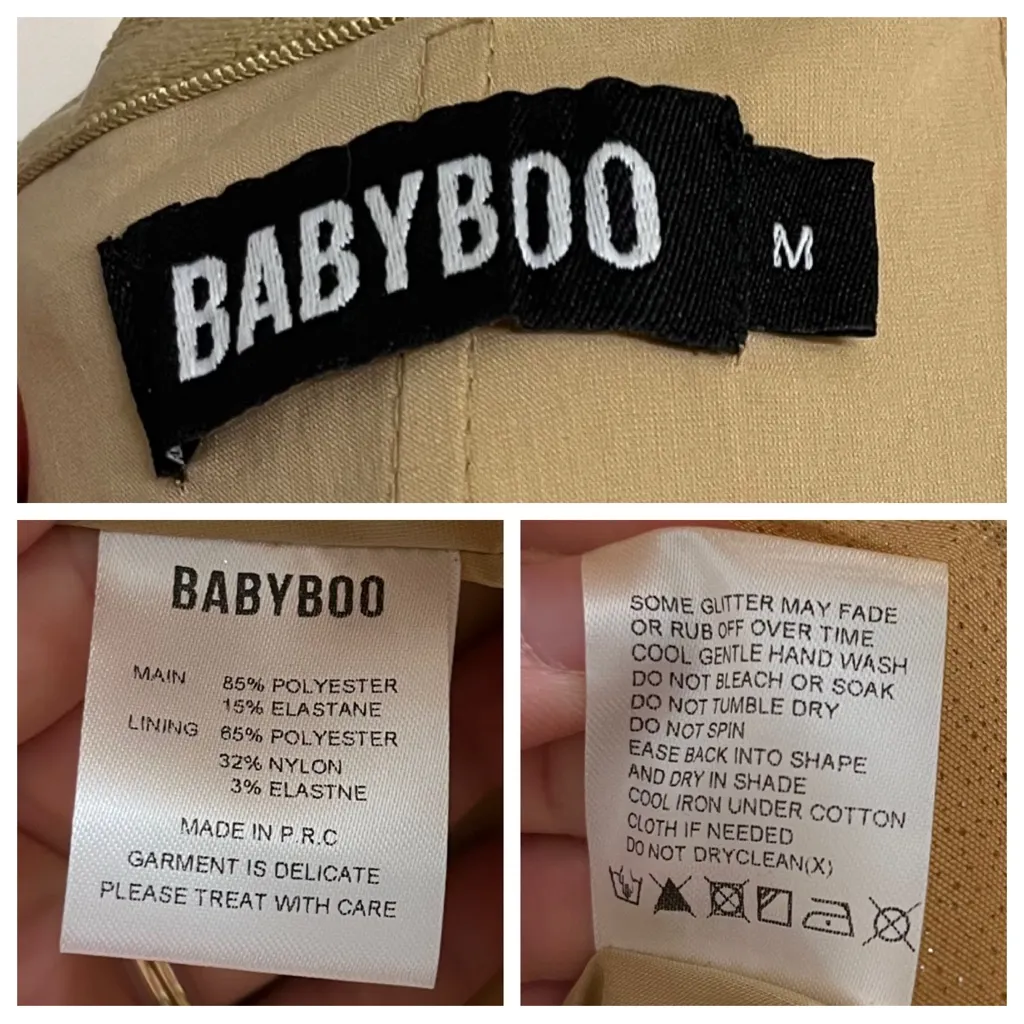 BABYBOO
M
BABYBOO
MAIN 85% POLYESTER
15% ELASTANE
LINING 65% POLYESTER
32% NYLON
3% ELASTNE
MADE IN P.R.C
GARMENT IS DELICATE
PLEASE TREAT WITH CARE
SOME GLITTER MAY FADE
OR RUB OFF OVER TIME
COOL GENTLE HAND WASH
DO NOT BLEACH OR SOAK
DO NOT TUMBLE DRY
DO NOT SPIN
EASE BACK INTO SHAPE
AND DRY IN SHADE
COOL IRON UNDER COTTON
CLOTH IF NEEDED
DO NOT DRYCLEAN(X)